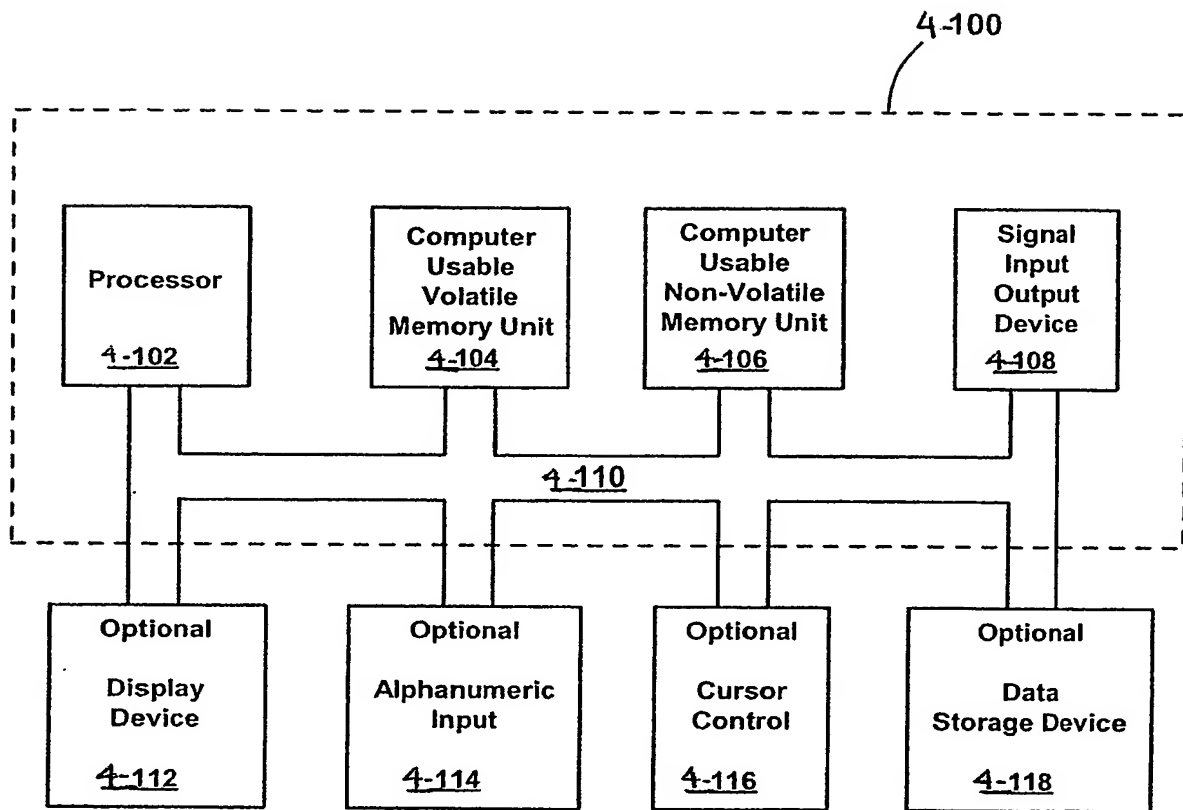 4-100
Processor
4-102
Computer
Usable
Volatile
Memory Unit
4-104
Computer
Usable
Non-Volatile
Memory Unit
4-106
Signal
Input
Output
Device
4-108
4-110
Optional
Display
Device
4-112
Optional
Alphanumeric
Input
4-114
Optional
Cursor
Control
4-116
Optional
Data
Storage Device
4-118